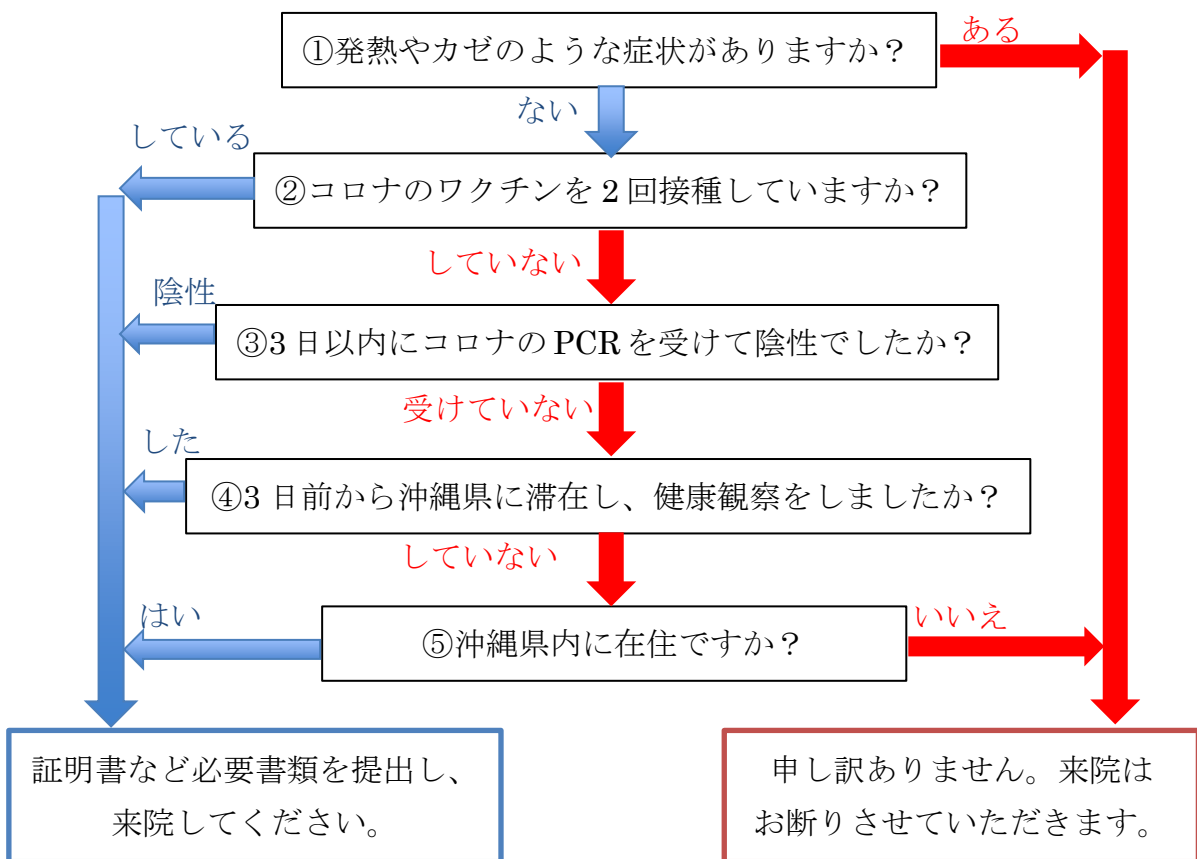 ①発熱やカゼのような症状がありますか？
ある
ない
している
②コロナのワクチンを2回接種していますか？
していない
陰性
③3日以内にコロナのPCRを受けて陰性でしたか？
受けていない
した
④3日前から沖縄県に滞在し、健康観察をしましたか？
していない
はい
⑤沖縄県内に在住ですか？
いいえ
証明書など必要書類を提出し、
来院してください。
申し訳ありません。来院は
お断りさせていただきます。